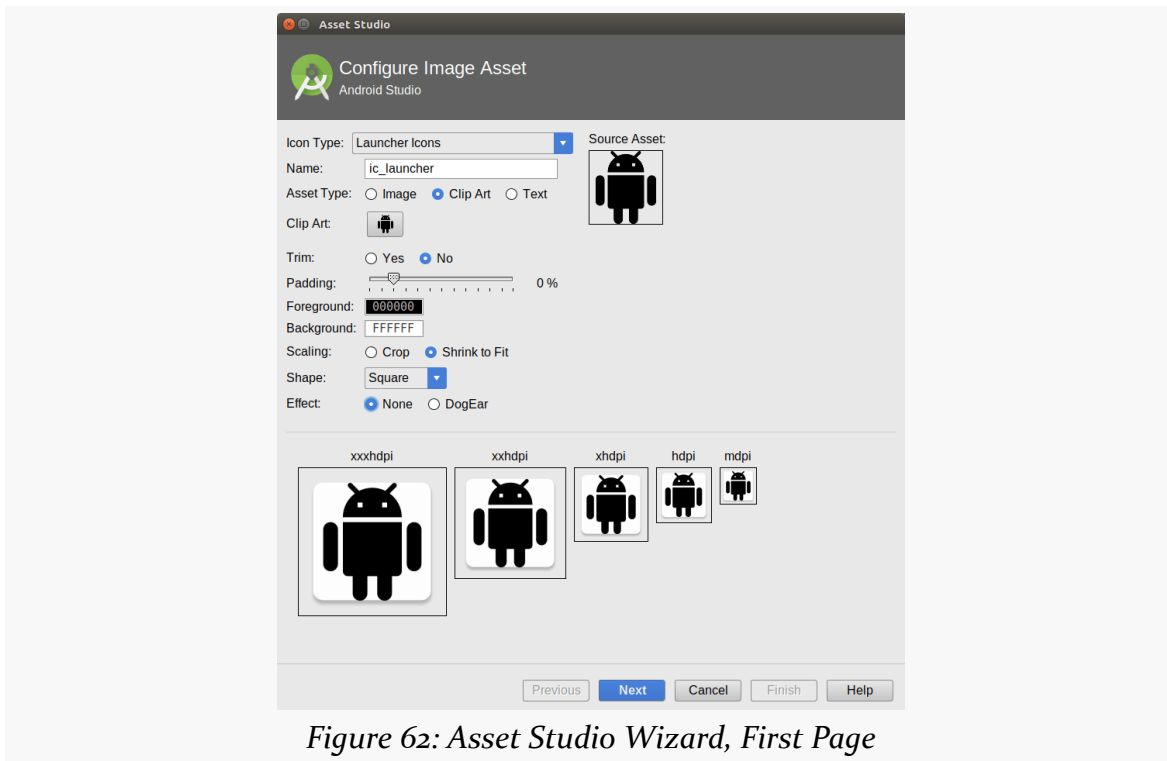 Asset Studio
Configure Image Asset
Android Studio
Icon Type: Launcher Icons
Source Asset:
Name: ic_launcher
Asset Type: Image Clip Art Text
Clip Art:
Trim: Yes No
Padding: 0 %
Foreground: 000000
Background: FFFFFF
Scaling: Crop Shrink to Fit
Shape: Square
Effect: None DogEar
xxxhdpi xxhdpi xhdpi hdpi mdpi
Previous Next Cancel Finish Help
Figure 62: Asset Studio Wizard, First Page